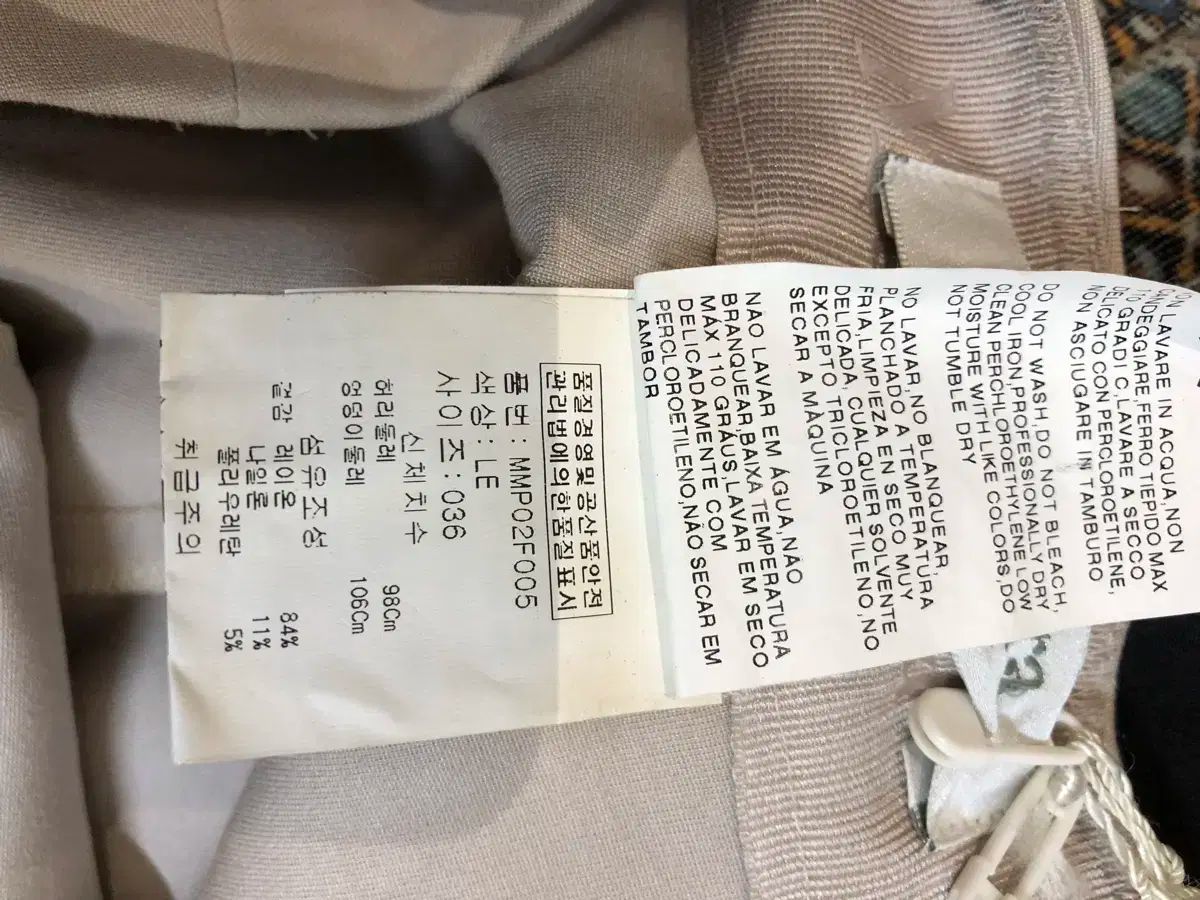 LAVARE IN ACQUA,NON
CANDEGGIARE,FERRO TIEPIDO MAX
GRADI C,LAVARE A SECCO
DELICATO CON PERCLOROETILENE,
NON ASCIUGARE IN TAMBURO
DO NOT WASH,DO NOT BLEACH,
COOL IRON,PROFESSIONALLY DRY
CLEAN PERCHLOROETHYLENE LOW
MOISTURE WITH LIKE COLORS,DO
NOT TUMBLE DRY
NO LAVAR,NO BLANQUEAR,
PLANCHADO A TEMPERATURA
FRIA,LIMPIEZA EN SECO MUY
DELICADA, CUALQUIER SOLVENTE
EXCEPTO TRICLOROETILENO,NO
SECAR A MÀQUINA
NAO LAVAR EM ÁGUA,NÃO
BRANQUEAR,BAIXA TEMPERATURA
MÁX 110 GRÁUS,LAVAR EM SECO
DELICADAMENTE COM
PERCLOROETILENO,NÃO SECAR EM
TAMBOR
품질경영및공산품안전
관리법에의한품질표시
품번 : MMP02F005
색상 : LE
사이즈 : 036
신체치수
허리둘레 98Cm
엉덩이둘레 106Cm
섬유조성
겉감 레이온 84%
나일론 11%
폴리우레탄 5%
취급주의